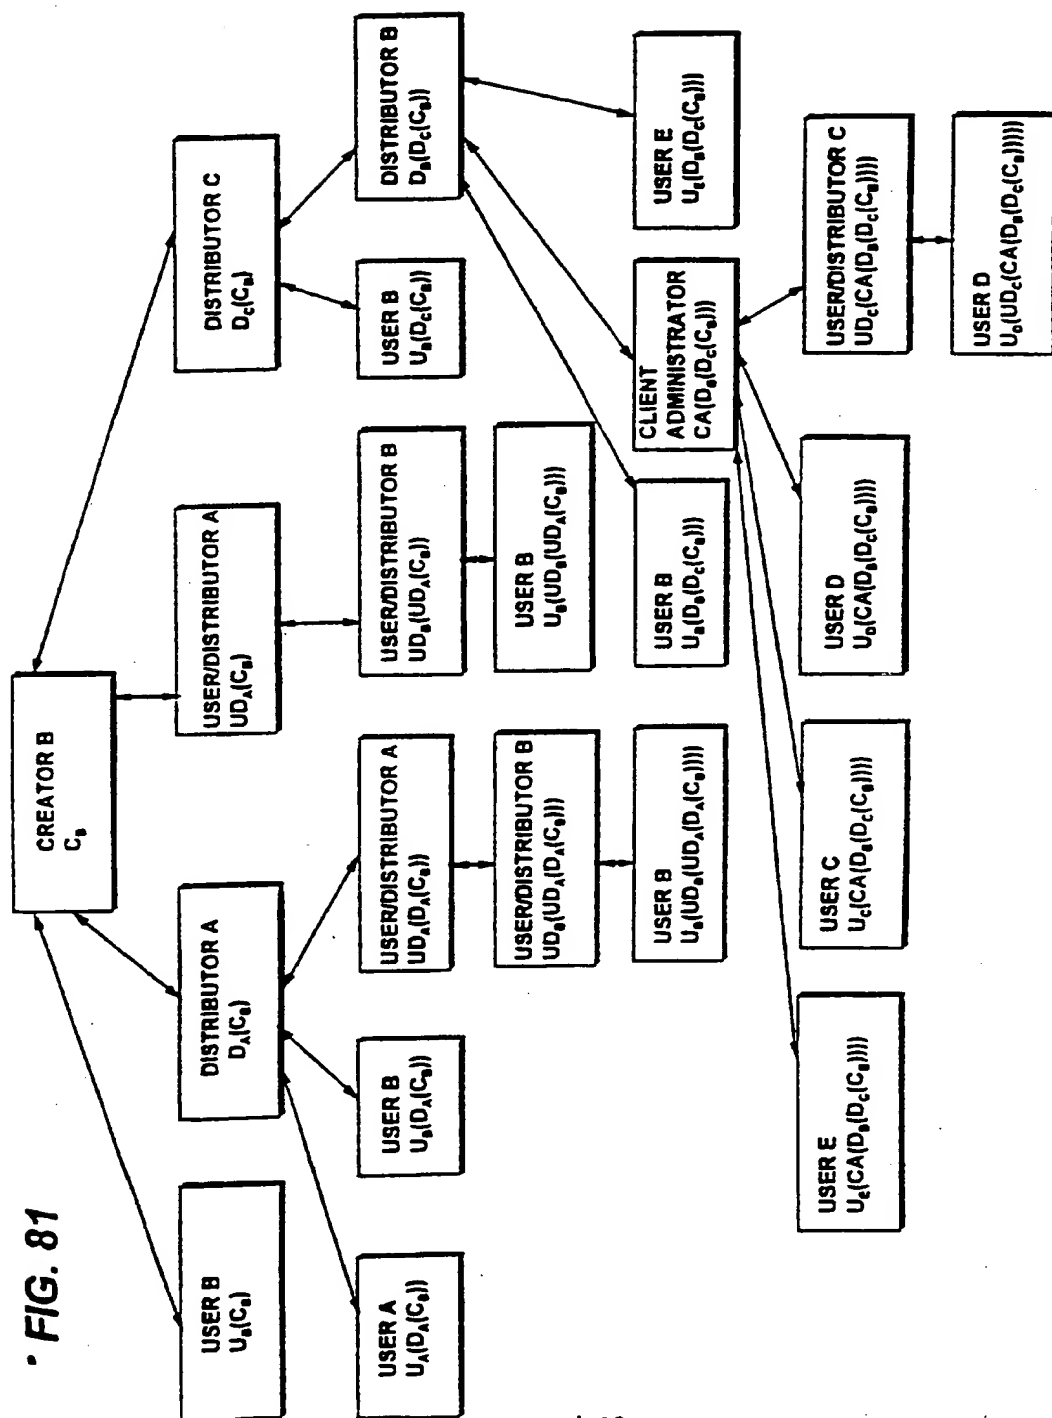 FIG. 81
CREATOR B
C_B
USER B
U_B(C_B)
DISTRIBUTOR A
D_A(C_B)
USER/DISTRIBUTOR A
UD_A(C_B)
DISTRIBUTOR C
D_C(C_B)
USER A
U_A(D_A(C_B))
USER B
U_B(D_A(C_B))
USER/DISTRIBUTOR A
UD_A(D_A(C_B))
USER/DISTRIBUTOR B
UD_B(UD_A(C_B))
USER B
U_B(D_C(C_B))
DISTRIBUTOR B
D_B(D_C(C_B))
USER/DISTRIBUTOR B
UD_B(UD_A(D_A(C_B)))
USER B
U_B(UD_B(UD_A(C_B)))
USER B
U_B(UD_B(UD_A(D_A(C_B))))
USER B
U_B(D_B(D_C(C_B)))
CLIENT
ADMINISTRATOR
CA(D_B(D_C(C_B)))
USER E
U_E(D_B(D_C(C_B)))
USER E
U_E(CA(D_B(D_C(C_B))))
USER C
U_C(CA(D_B(D_C(C_B))))
USER D
U_D(CA(D_B(D_C(C_B))))
USER/DISTRIBUTOR C
UD_C(CA(D_B(D_C(C_B))))
USER D
U_D(UD_C(CA(D_B(D_C(C_B)))))